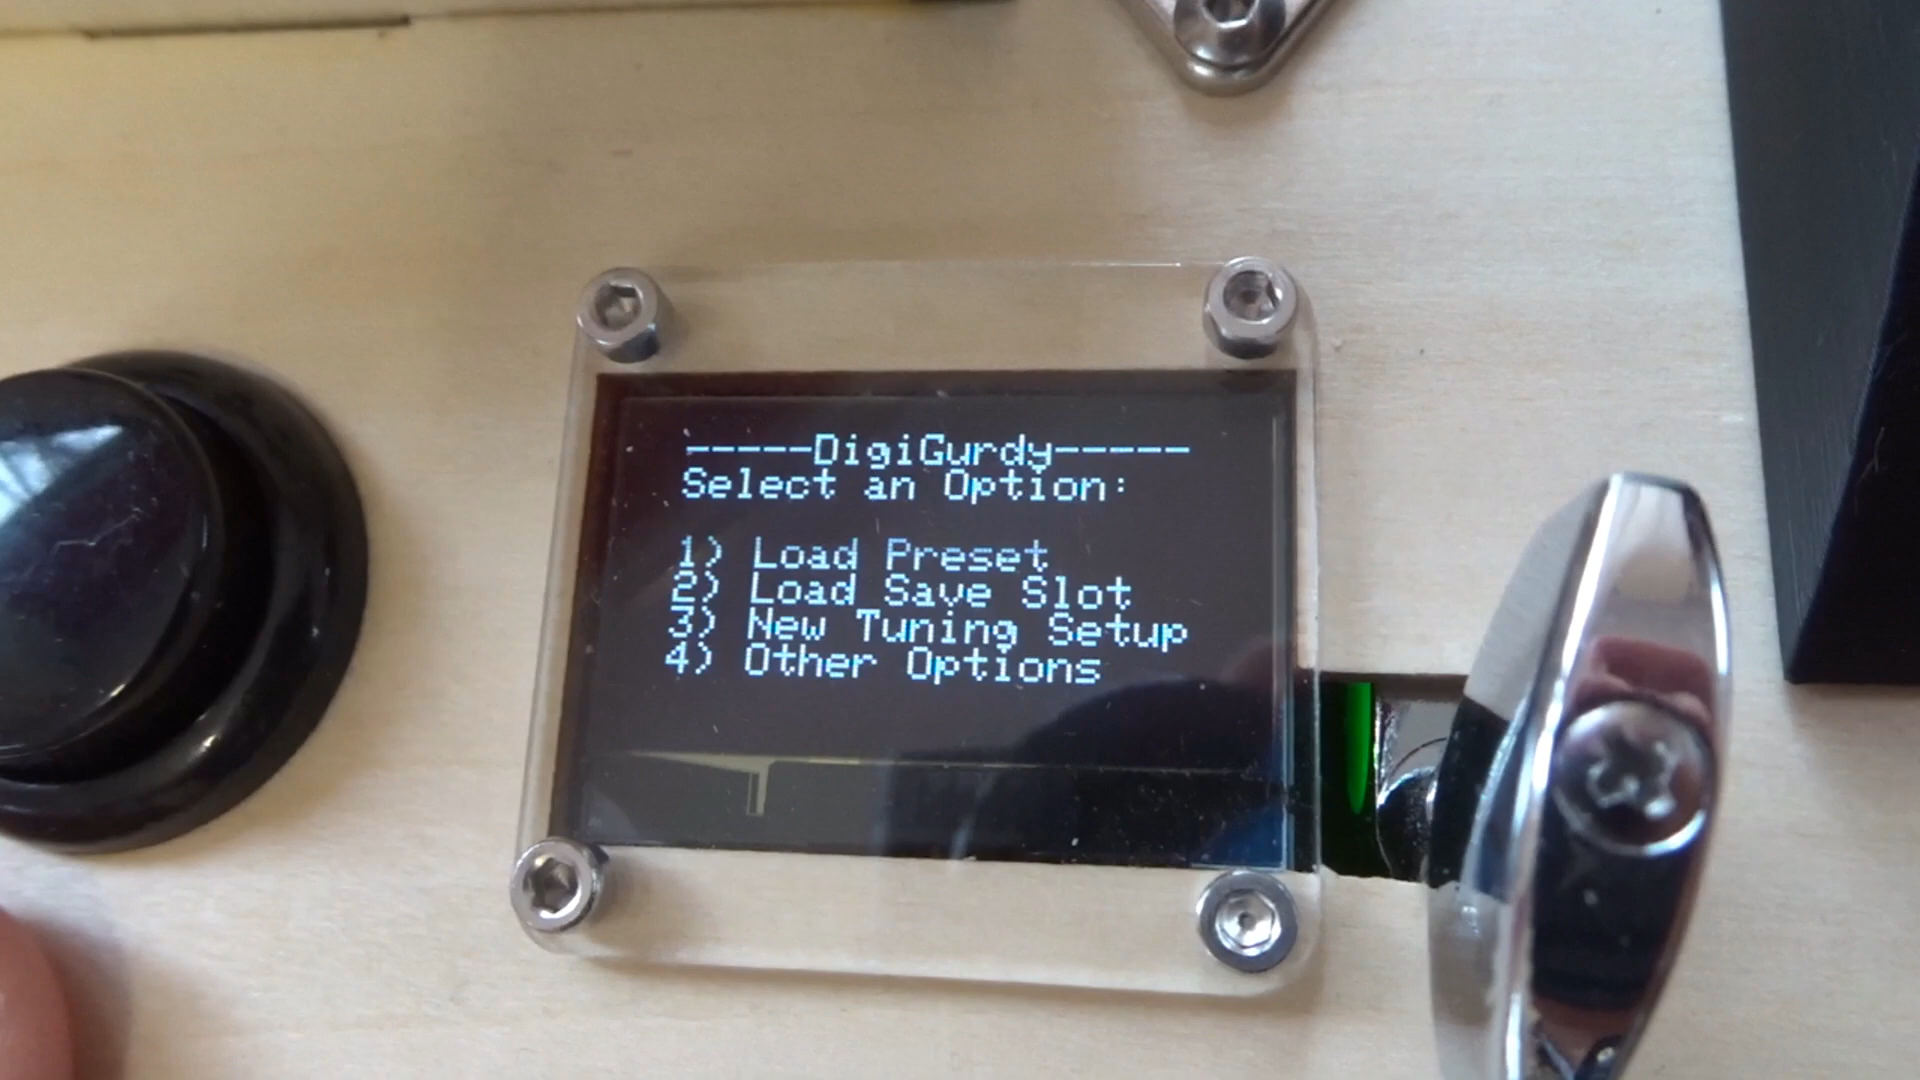 -----DigiGurdy-----
Select an Option:
1) Load Preset
2) Load Save Slot
3) New Tuning Setup
4) Other Options